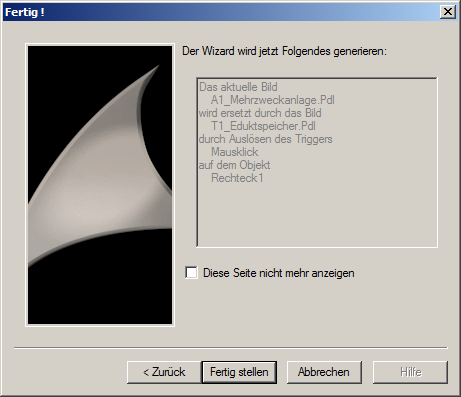 Fertig !
Der Wizard wird jetzt Folgendes generieren:
Das aktuelle Bild
A1_Mehrzweckanlage.Pdl
wird ersetzt durch das Bild
T1_Eduktspeicher.Pdl
durch Auslösen des Triggers
Mausklick
auf dem Objekt
Rechteck1
Diese Seite nicht mehr anzeigen
< Zurück
Fertig stellen
Abbrechen
Hilfe